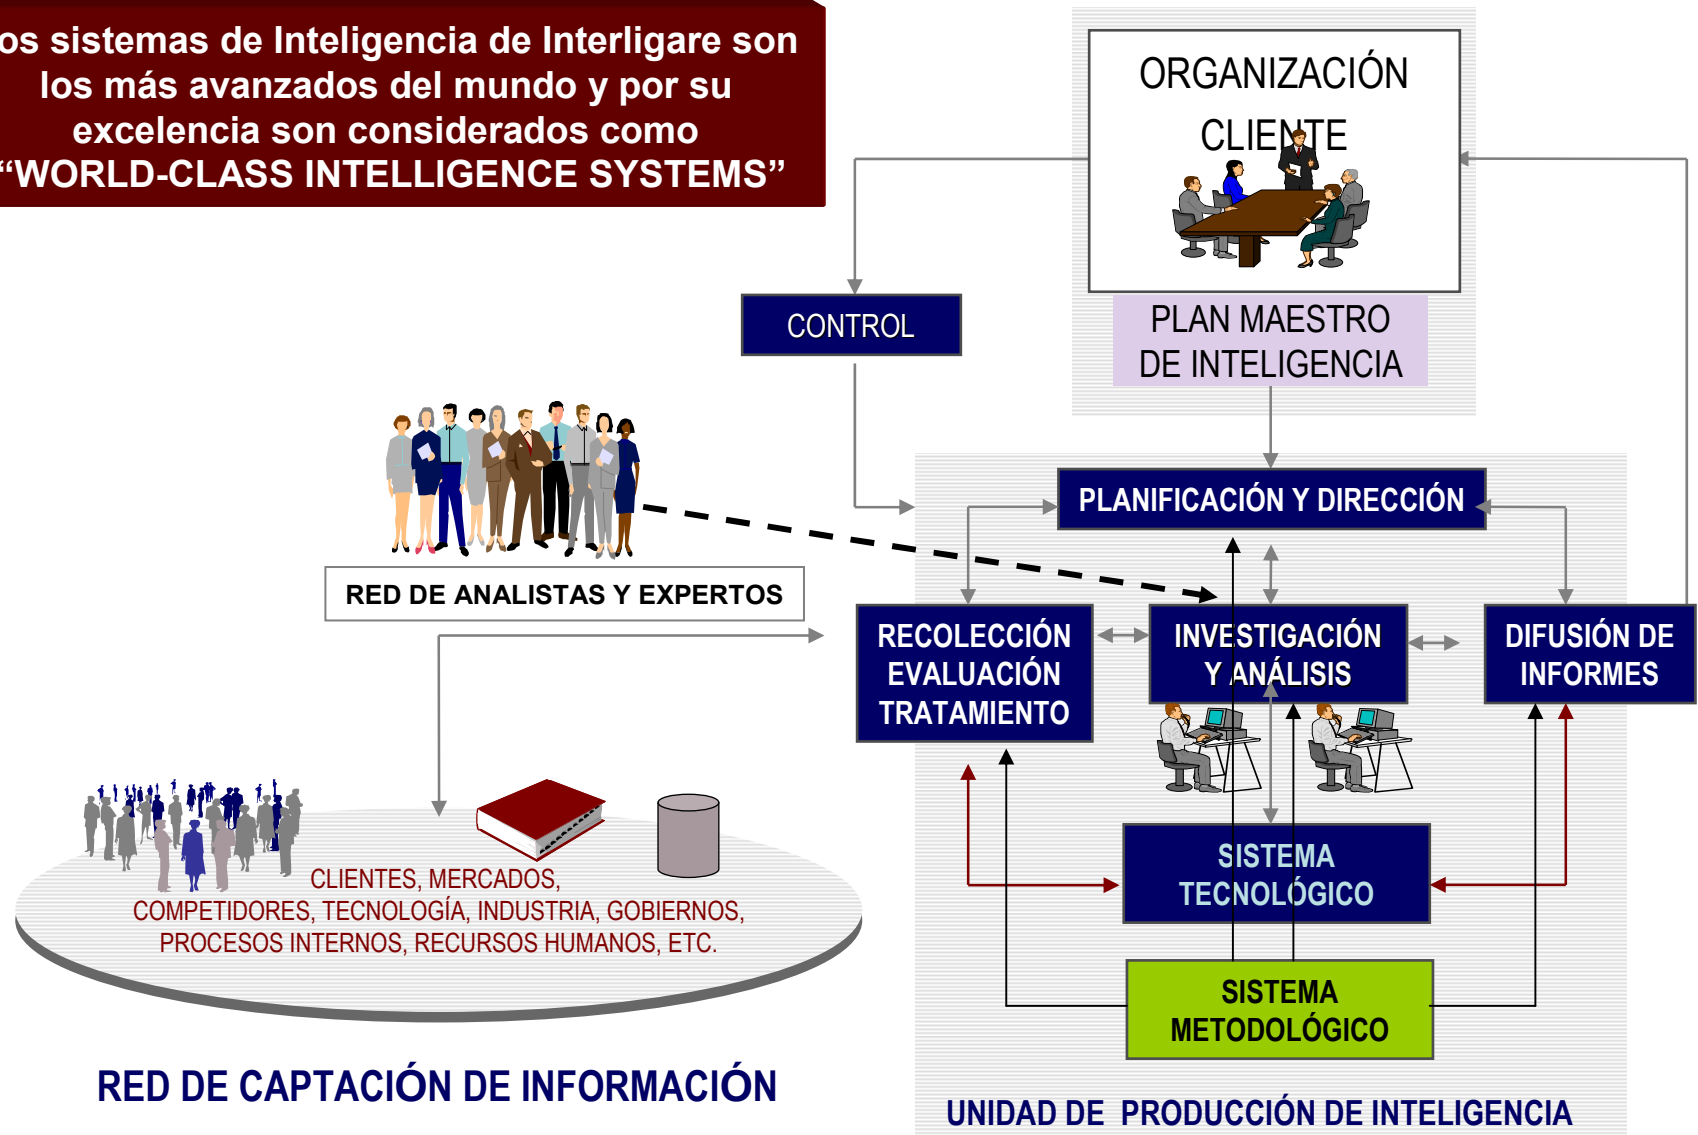 os sistemas de Inteligencia de Interligare son
los más avanzados del mundo y por su
excelencia son considerados como
“WORLD-CLASS INTELLIGENCE SYSTEMS”
ORGANIZACIÓN
CLIENTE
CONTROL
PLAN MAESTRO
DE INTELIGENCIA
PLANIFICACIÓN Y DIRECCIÓN
RED DE ANALISTAS Y EXPERTOS
RECOLECCIÓN
EVALUACIÓN
TRATAMIENTO
INVESTIGACIÓN
Y ANÁLISIS
DIFUSIÓN DE
INFORMES
SISTEMA
TECNOLÓGICO
CLIENTES, MERCADOS,
COMPETIDORES, TECNOLOGÍA, INDUSTRIA, GOBIERNOS,
PROCESOS INTERNOS, RECURSOS HUMANOS, ETC.
SISTEMA
METODOLÓGICO
RED DE CAPTACIÓN DE INFORMACIÓN
UNIDAD DE PRODUCCIÓN DE INTELIGENCIA